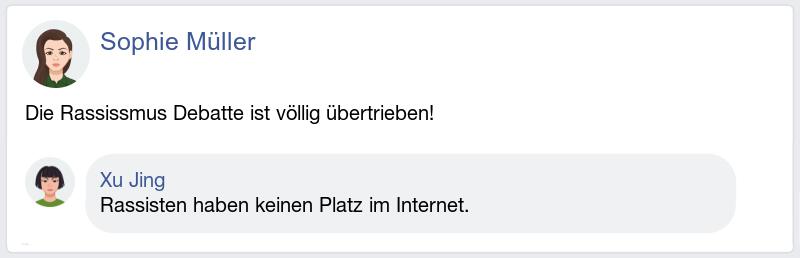 Sophie Müller
Die Rassissmus Debatte ist völlig übertrieben!
Xu Jing
Rassisten haben keinen Platz im Internet.